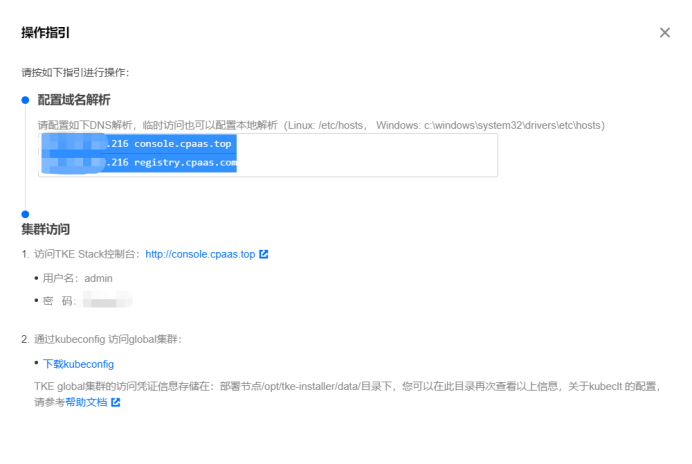 操作指引
请按如下指引进行操作：
配置域名解析
请配置如下DNS解析，临时访问也可以配置本地解析（Linux: /etc/hosts， Windows: c:\windows\system32\drivers\etc\hosts）
.216 console.cpaas.top
.216 registry.cpaas.com
集群访问
1. 访问TKE Stack控制台：http://console.cpaas.top
• 用户名：admin
• 密 码:
2. 通过kubeconfig 访问global集群：
• 下载kubeconfig
TKE global集群的访问凭证信息存储在：部署节点/opt/tke-installer/data/目录下，您可以在此目录再次查看以上信息，关于kubeclt 的配置，
请参考帮助文档